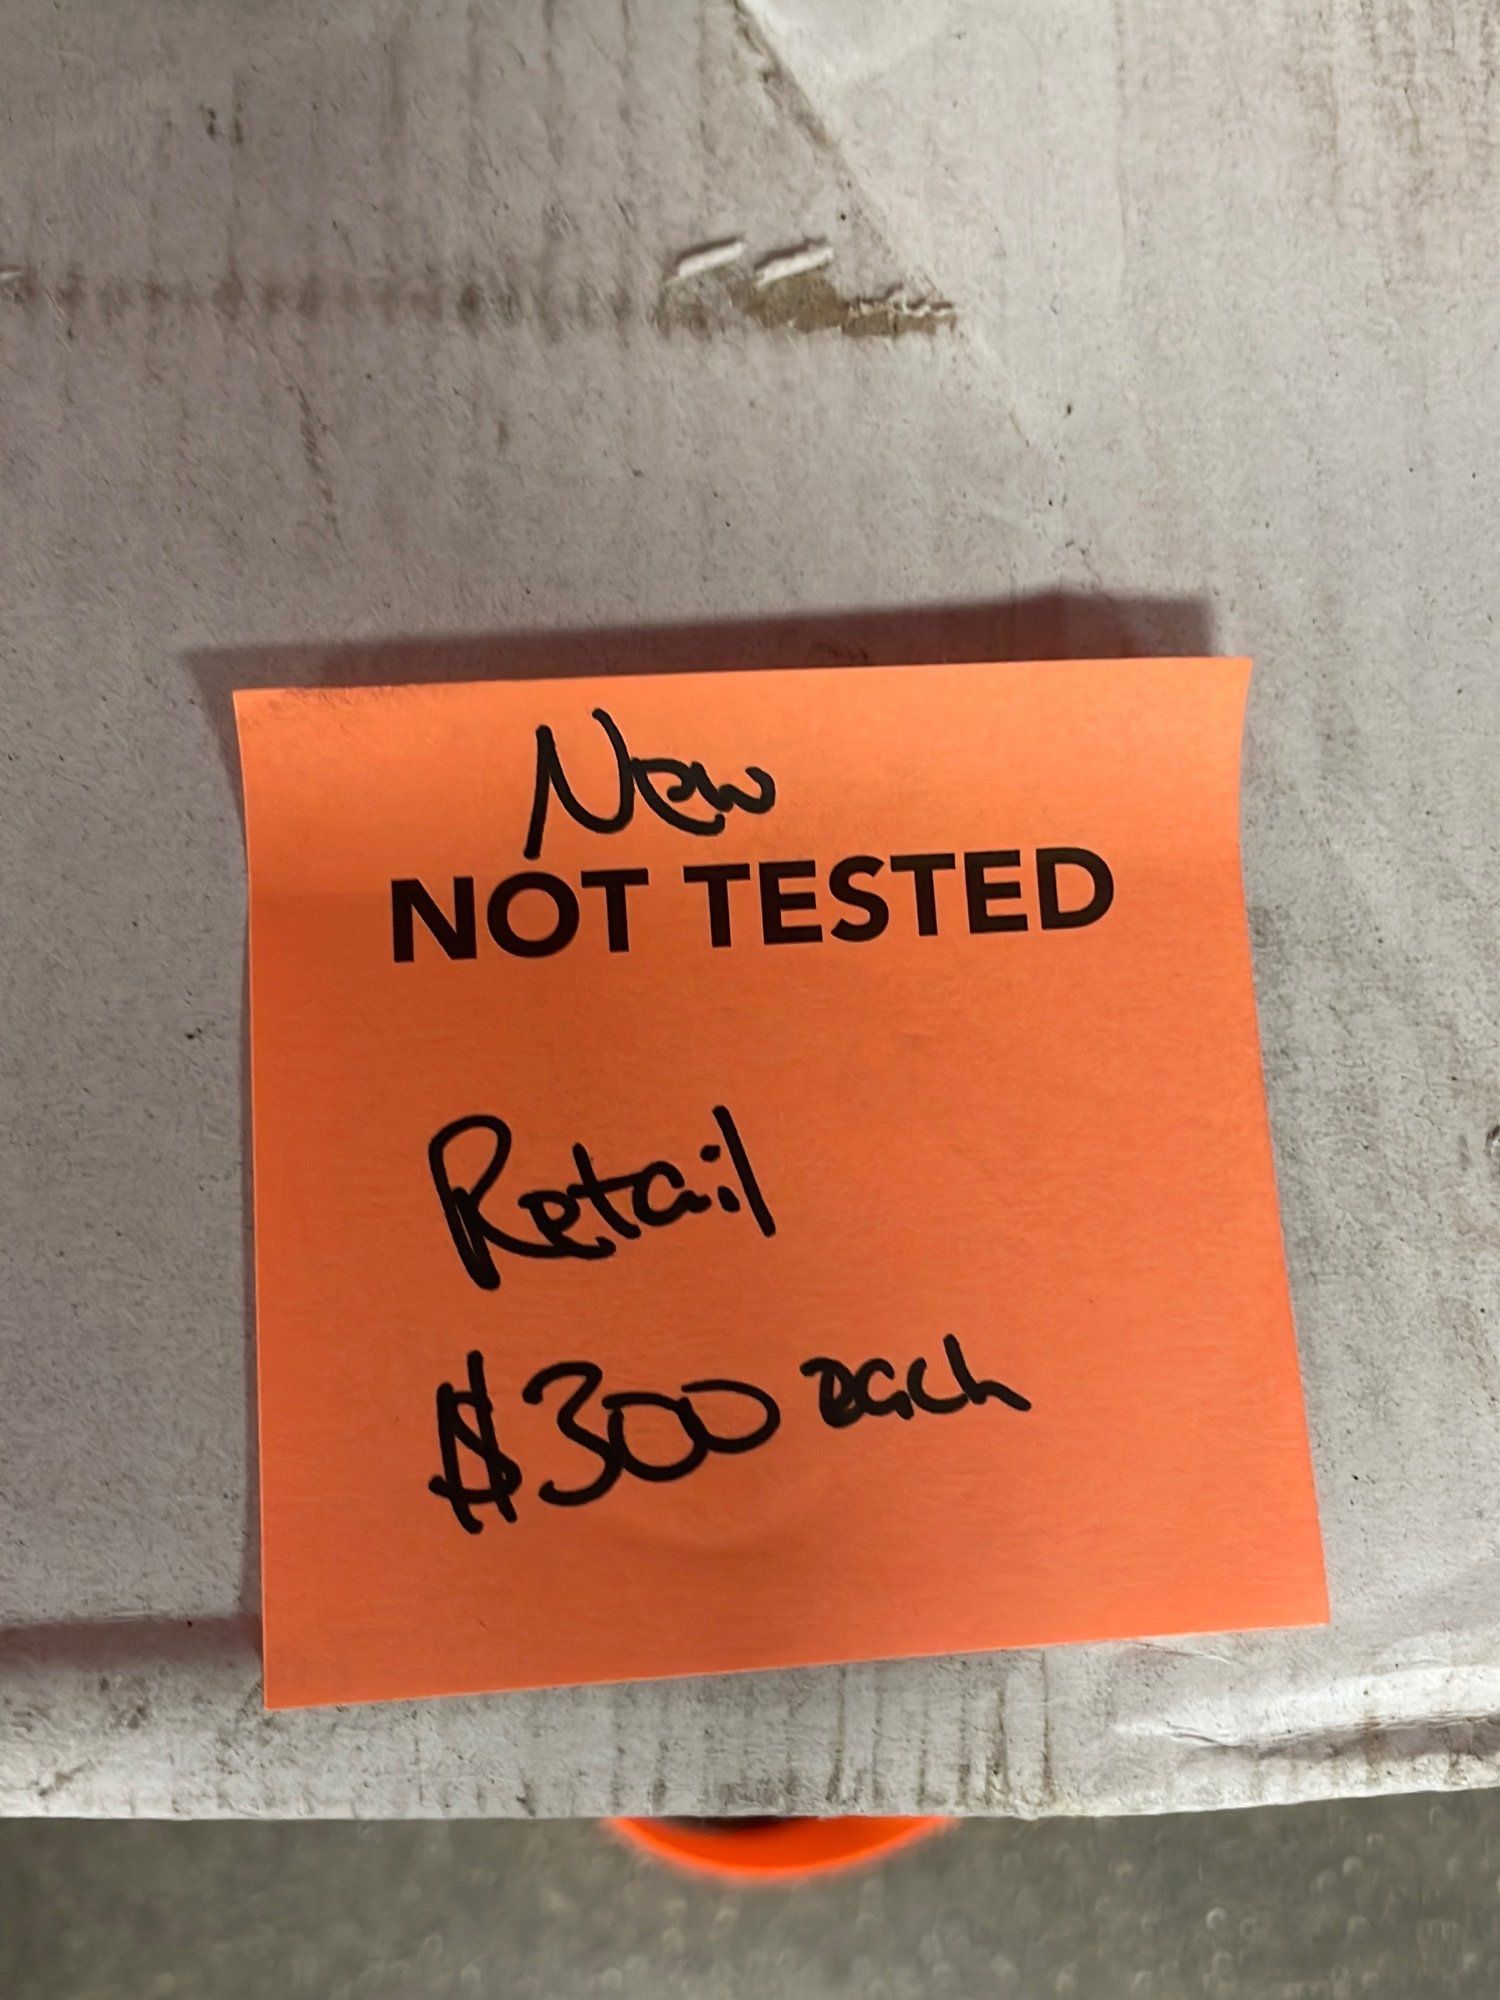 New
NOT TESTED
Retail
$300 each